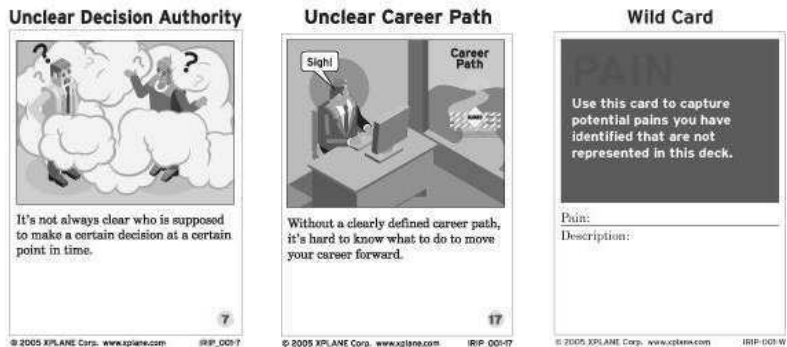 Unclear Decision Authority
?
?
?
It's not always clear who is supposed
to make a certain decision at a certain
point in time.
7
© 2005 XPLANE Corp. www.xplane.com IRIP_001-7
Unclear Career Path
Sigh!
Career
Path
Without a clearly defined career path,
it's hard to know what to do to move
your career forward.
17
© 2005 XPLANE Corp. www.xplane.com IRIP_001-17
Wild Card
PAIN
Use this card to capture
potential pains you have
identified that are not
represented in this deck.
Pain:
Description:
© 2005 XPLANE Corp. www.xplane.com IRIP_001-W